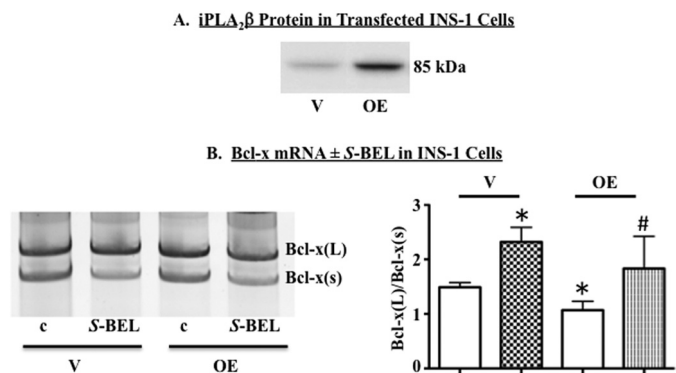 A. iPLA₂β Protein in Transfected INS-1 Cells
85 kDa
V OE
B. Bcl-x mRNA ± S-BEL in INS-1 Cells
Bcl-x(L)
Bcl-x(s)
c S-BEL c S-BEL
V OE
V OE
Bcl-x(L)/Bcl-x(s)
3
2
1
0
*
*
#